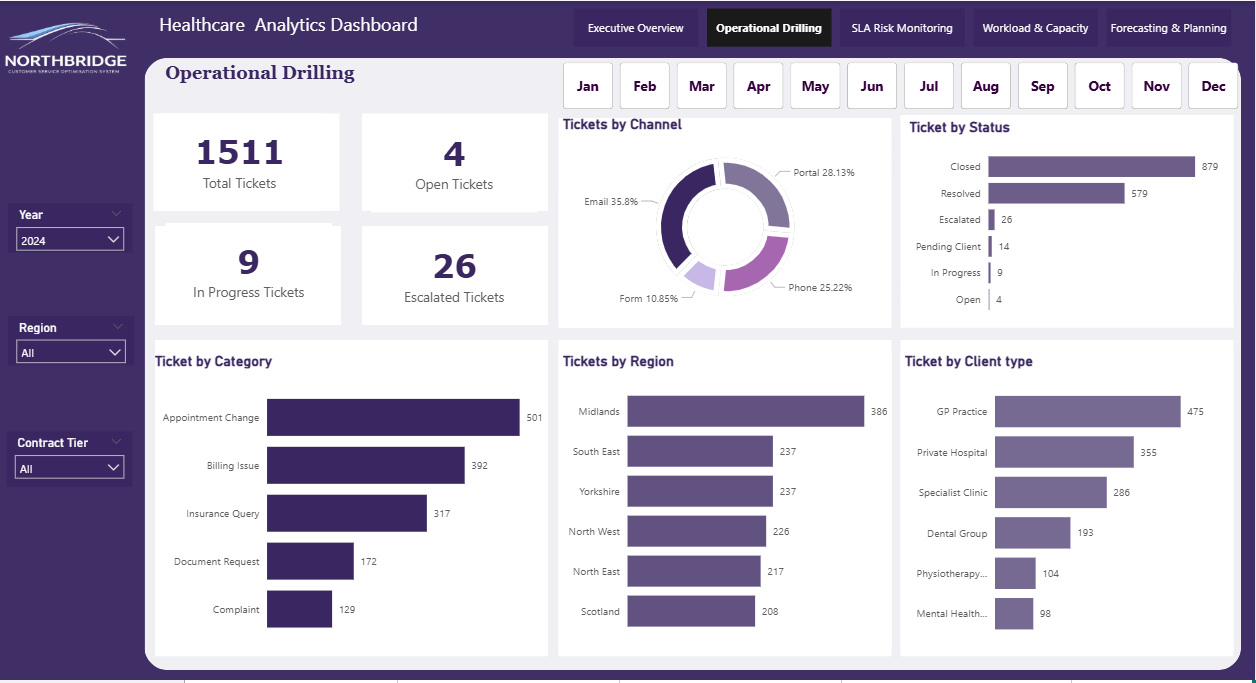 Healthcare Analytics Dashboard
Executive Overview
Operational Drilling
SLA Risk Monitoring
Workload & Capacity
Forecasting & Planning
NORTHBRIDGE
CUSTOMER SERVICE OPTIMISATION SYSTEM
Operational Drilling
Jan
Feb
Mar
Apr
May
Jun
Jul
Aug
Sep
Oct
Nov
Dec
Year
2024
Region
All
Contract Tier
All
1511
Total Tickets
4
Open Tickets
9
In Progress Tickets
26
Escalated Tickets
Tickets by Channel
Portal 28.13%
Email 35.8%
Phone 25.22%
Form 10.85%
Ticket by Status
Closed 879
Resolved 579
Escalated 26
Pending Client 14
In Progress 9
Open 4
Ticket by Category
Appointment Change 501
Billing Issue 392
Insurance Query 317
Document Request 172
Complaint 129
Tickets by Region
Midlands 386
South East 237
Yorkshire 237
North West 226
North East 217
Scotland 208
Ticket by Client type
GP Practice 475
Private Hospital 355
Specialist Clinic 286
Dental Group 193
Physiotherapy... 104
Mental Health... 98